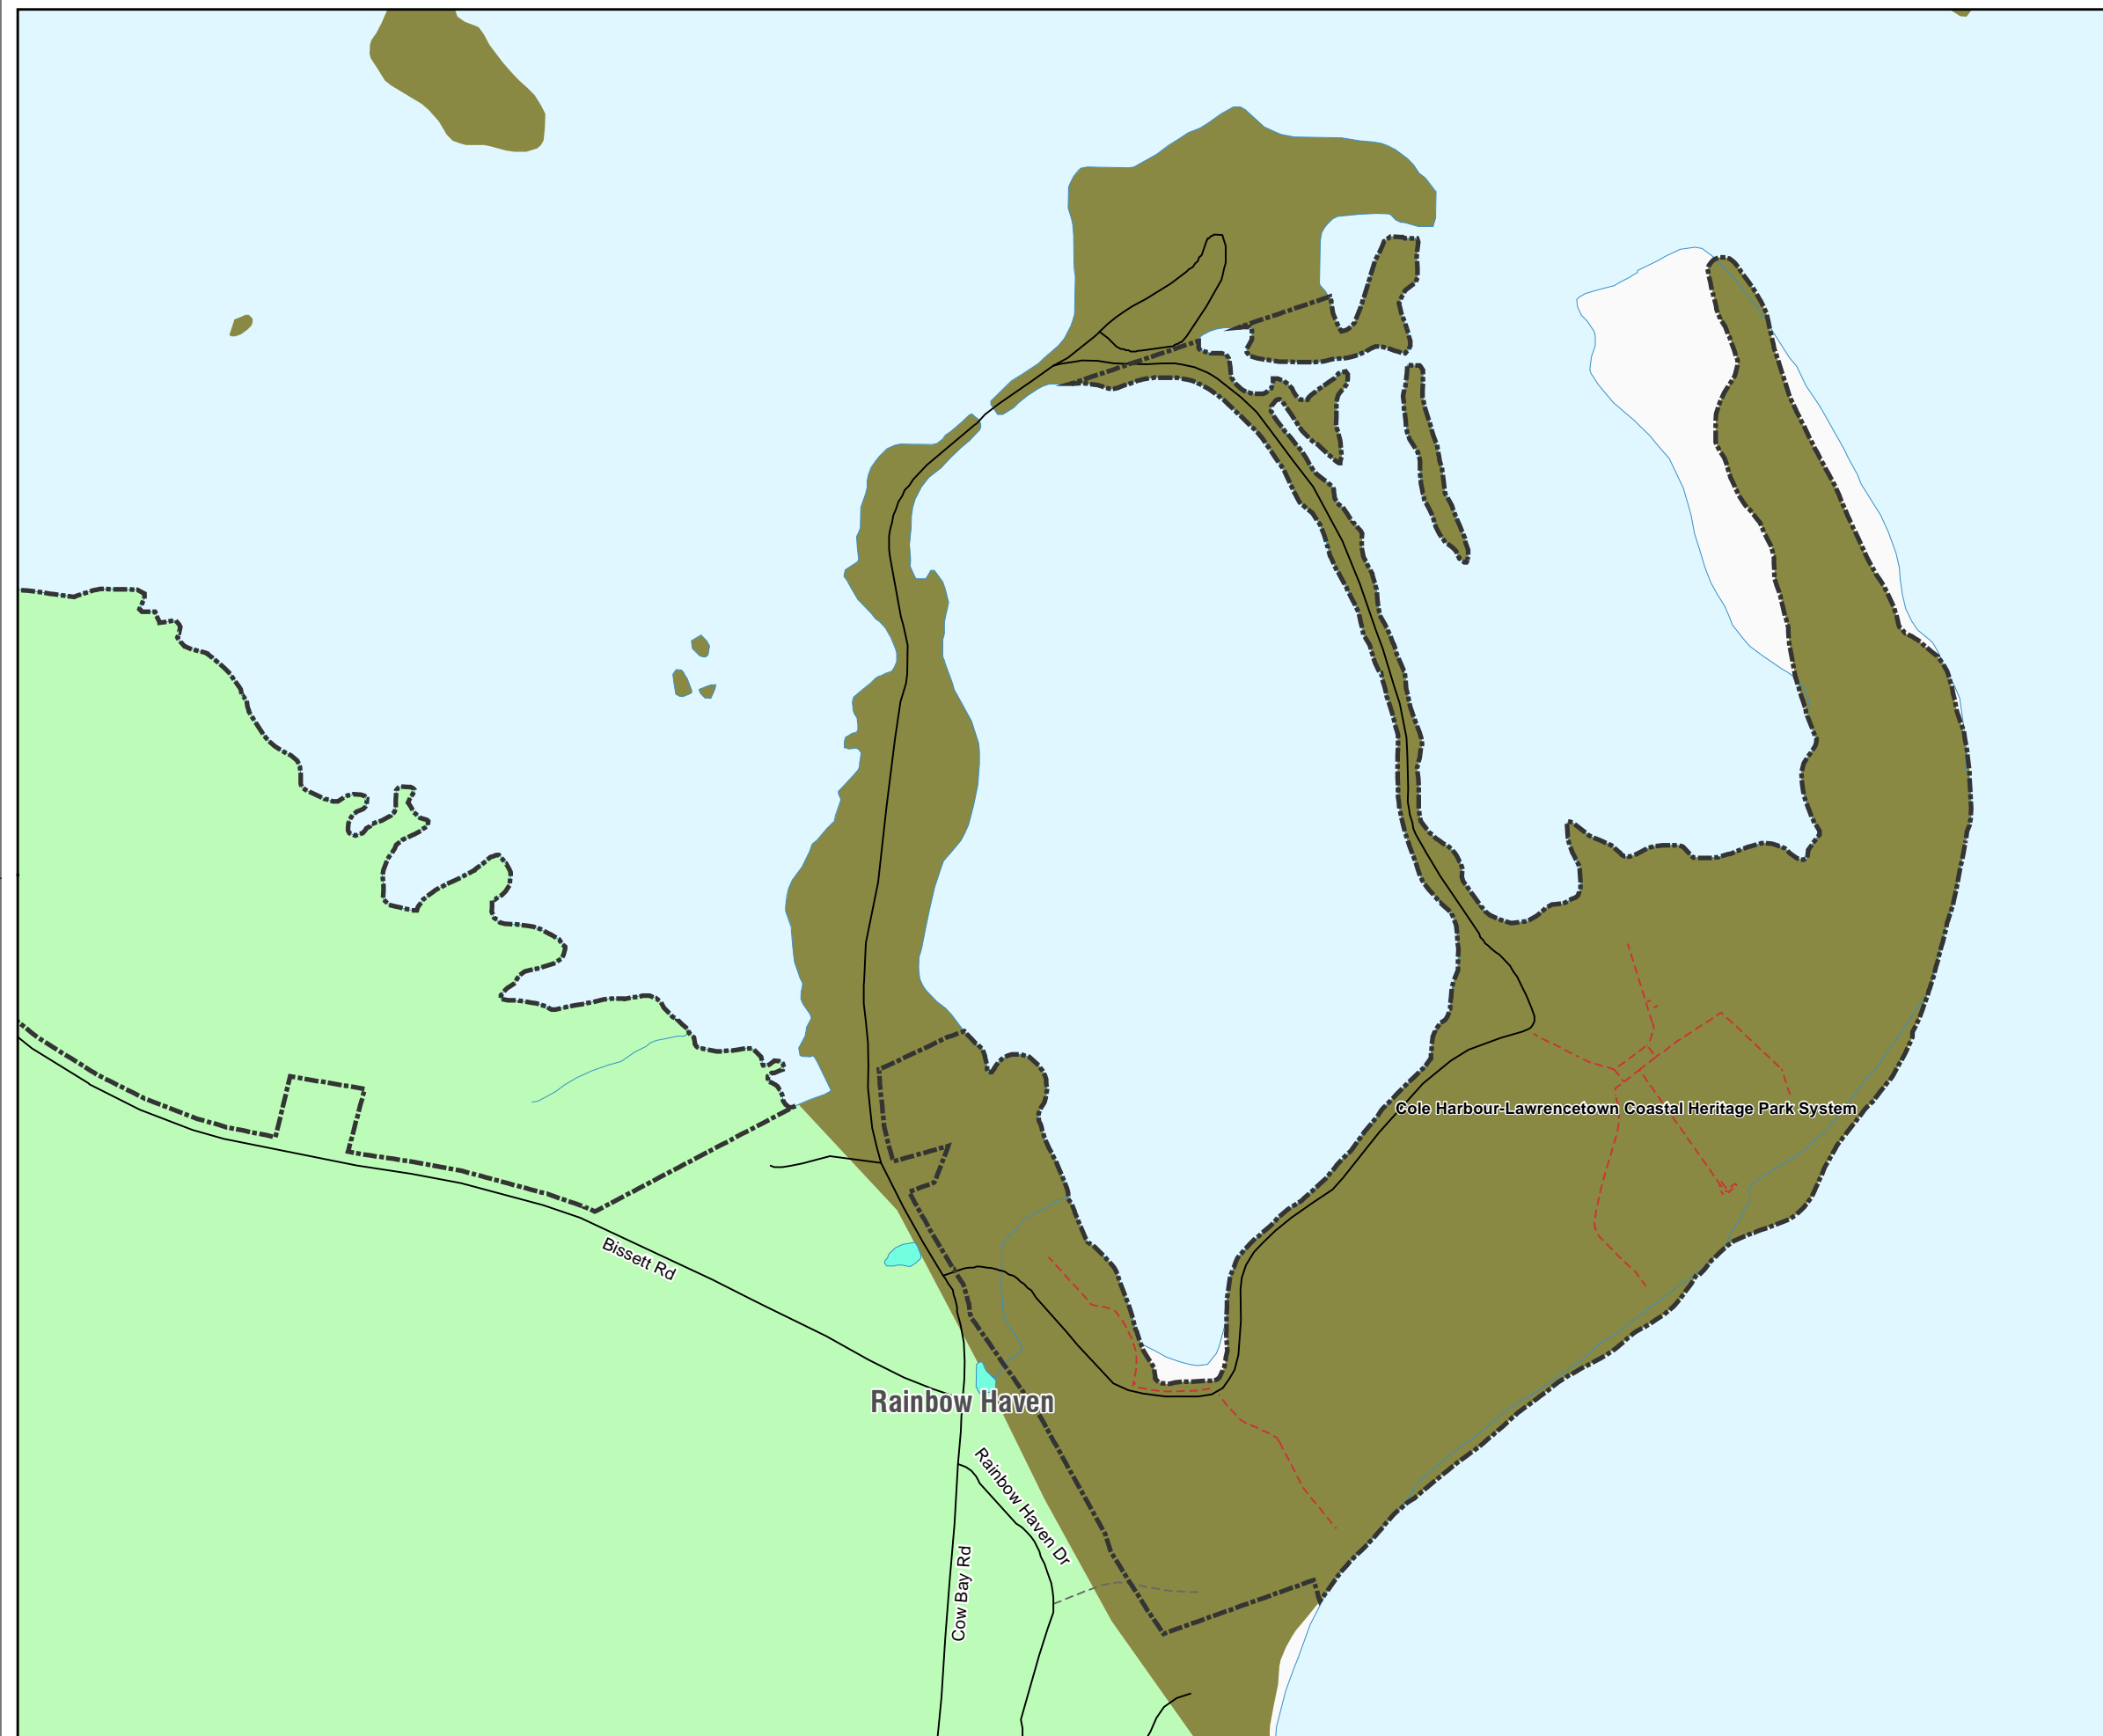 Cole Harbour-Lawrencetown Coastal Heritage Park System
Bissett Rd
Rainbow Haven
Rainbow Haven Dr
Cow Bay Rd